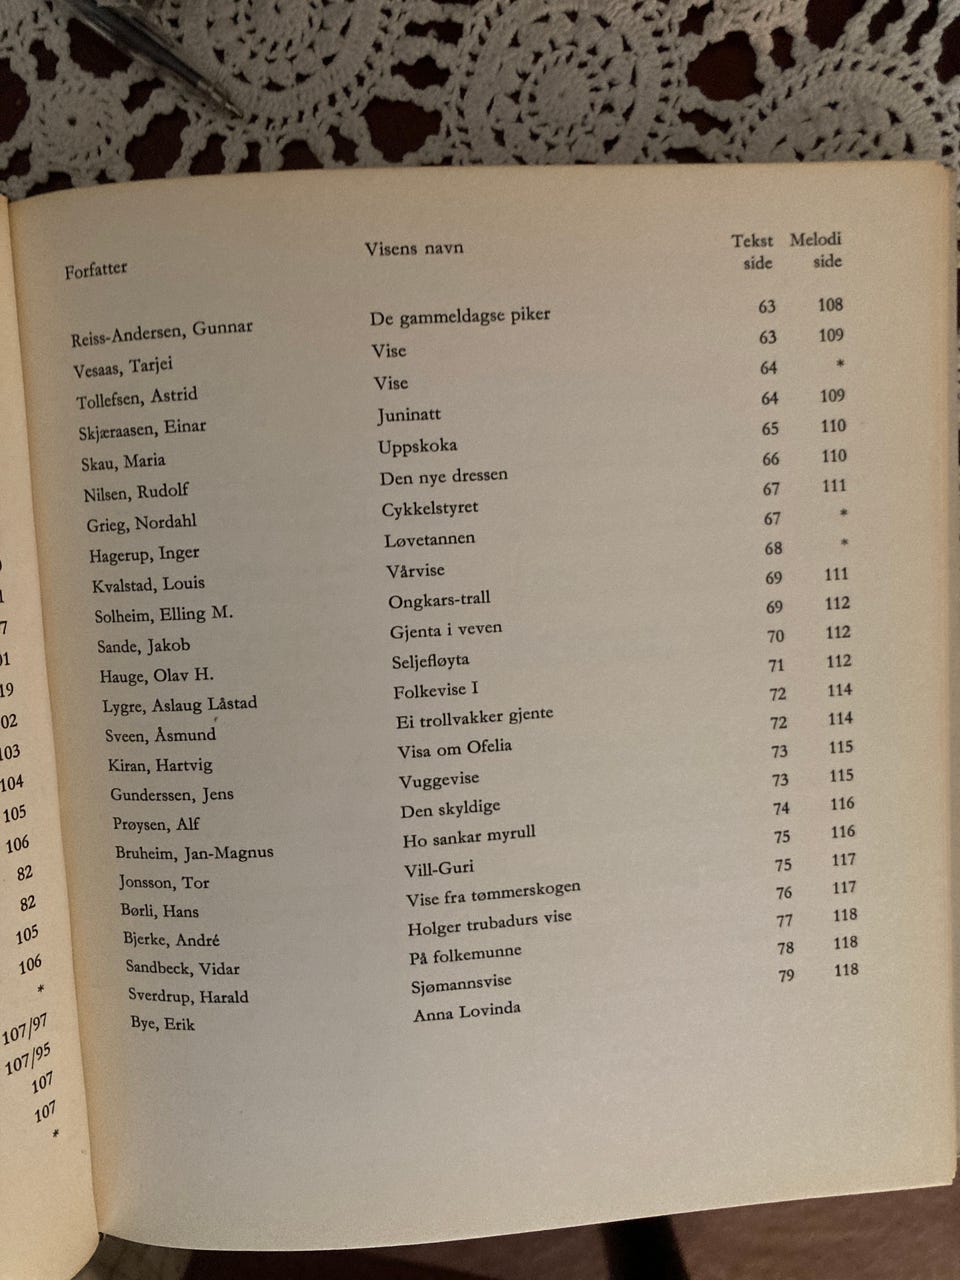 19
02
103
104
105
106
82
82
105
106
*
107/97
107/95
107
107
*
Forfatter Visens navn Tekst side Melodi side
Reiss-Andersen, Gunnar De gammeldagse piker 63 108
Vesaas, Tarjei Vise 63 109
Tollefsen, Astrid Vise 64 *
Skjæraasen, Einar Juninatt 64 109
Skau, Maria Uppskoka 65 110
Nilsen, Rudolf Den nye dressen 66 110
Grieg, Nordahl Cykkelstyret 67 111
Hagerup, Inger Løvetannen 67 *
Kvalstad, Louis Vårvise 68 *
Solheim, Elling M. Ongkars-trall 69 111
Sande, Jakob Gjenta i veven 69 112
Hauge, Olav H. Seljefløyta 70 112
Lygre, Aslaug Låstad Folkevise I 71 112
Sveen, Åsmund Ei trollvakker gjente 72 114
Kiran, Hartvig Visa om Ofelia 72 114
Gunderssen, Jens Vuggevise 73 115
Prøysen, Alf Den skyldige 73 115
Bruheim, Jan-Magnus Ho sankar myrull 74 116
Jonsson, Tor Vill-Guri 75 116
Børli, Hans Vise fra tømmerskogen 75 117
Bjerke, André Holger trubadurs vise 76 117
Sandbeck, Vidar På folkemunne 77 118
Sverdrup, Harald Sjømannsvise 78 118
Bye, Erik Anna Lovinda 79 118